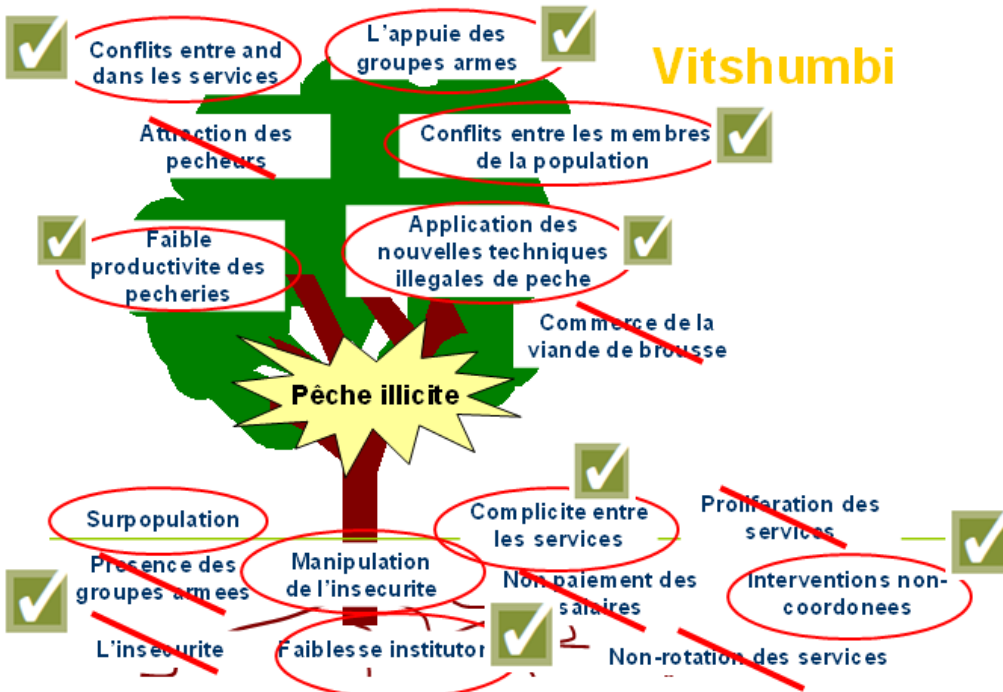 Vitshumbi
Conflits entre and
dans les services
L'appuie des
groupes armes
Attraction des
pecheurs
Conflits entre les membres
de la population
Faible
productivite des
pecheries
Application des
nouvelles techniques
illegales de peche
Commerce de la
viande de brousse
Pêche illicite
Surpopulation
Complicite entre
les services
Proliferation des
services
Presence des
groupes armees
Manipulation
de l'insecurite
Non paiement des
salaires
Interventions non-
coordonees
L'insecurite
Faiblesse institutor
Non-rotation des services